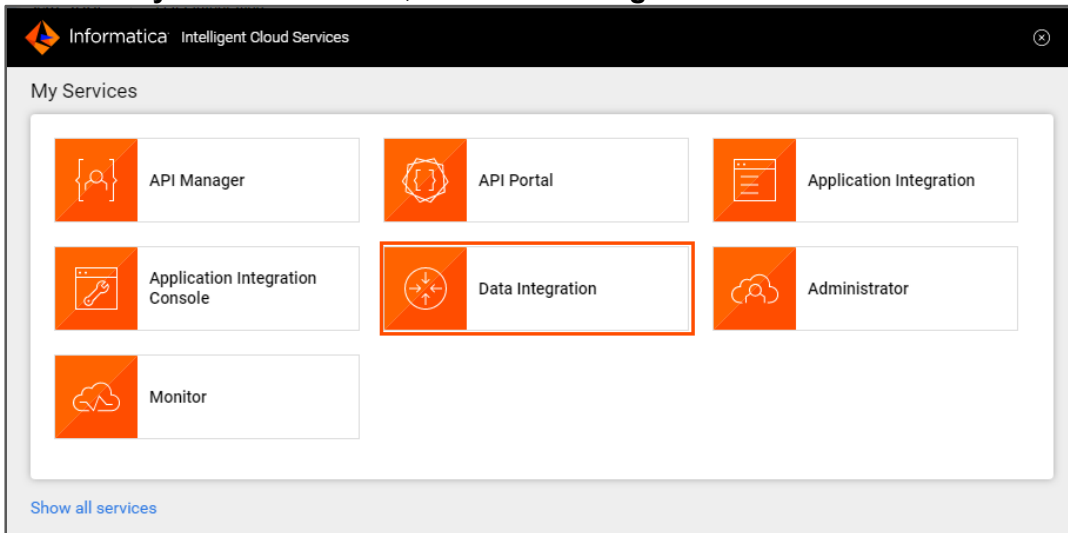 Informatica Intelligent Cloud Services
My Services
API Manager
API Portal
Application Integration
Application Integration
Console
Data Integration
Administrator
Monitor
Show all services